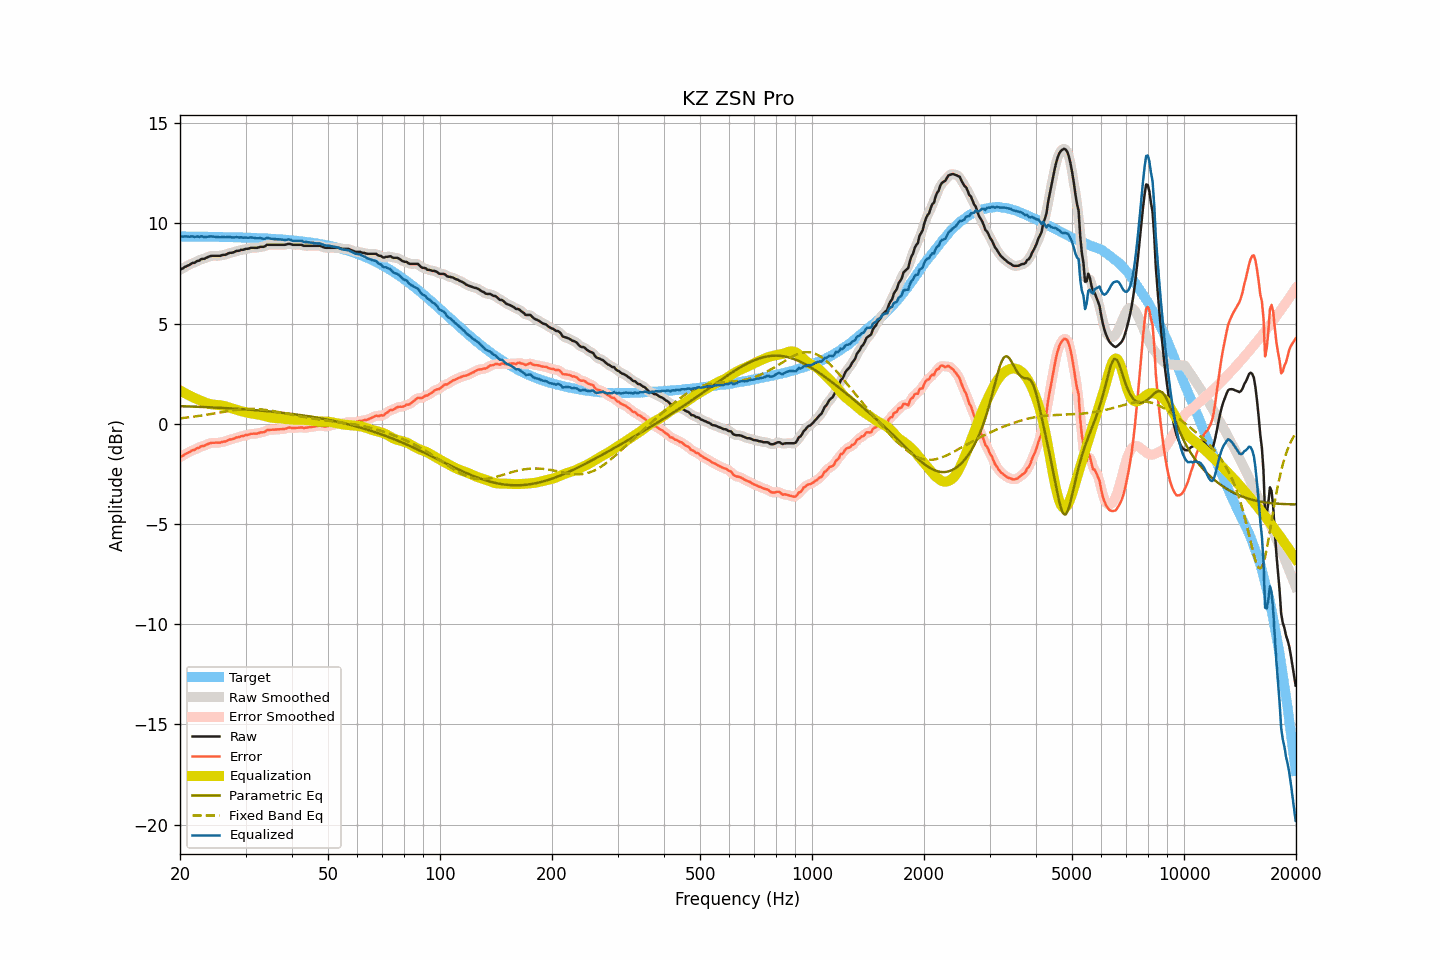 KZ ZSN Pro
15
10
5
0
−5
−10
−15
−20
Amplitude (dBr)
Target
Raw Smoothed
Error Smoothed
Raw
Error
Equalization
Parametric Eq
Fixed Band Eq
Equalized
20 50 100 200 500 1000 2000 5000 10000 20000
Frequency (Hz)